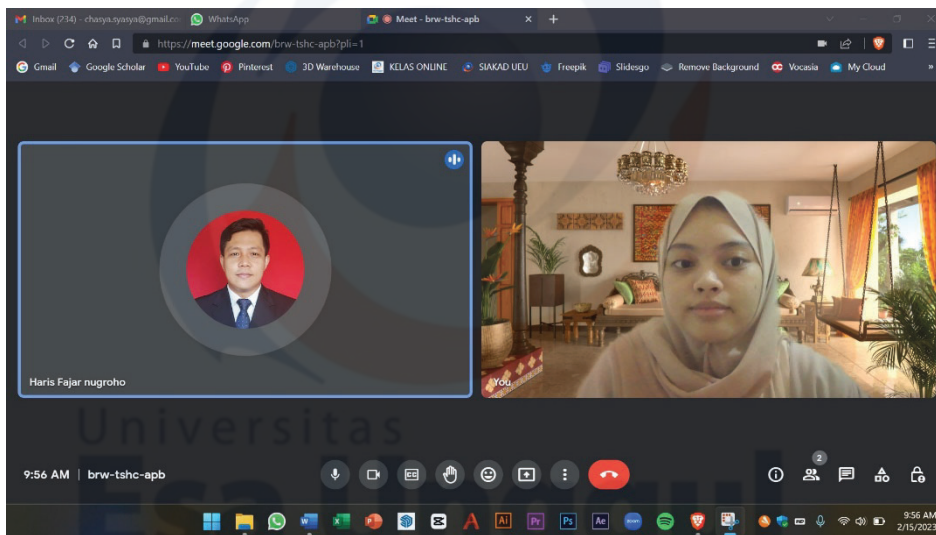 Inbox (234) - chasya.syasya@gmail.co
WhatsApp
Meet - brw-tshc-apb
https://meet.google.com/brw-tshc-apb?pli=1
Gmail
Google Scholar
YouTube
Pinterest
3D Warehouse
KELAS ONLINE
SIAKAD UEU
Freepik
Slidesgo
Remove Background
Vocasia
My Cloud
Haris Fajar nugroho
You
Universitas
Esa Unggul
9:56 AM | brw-tshc-apb
2
9:56 AM
2/15/2023